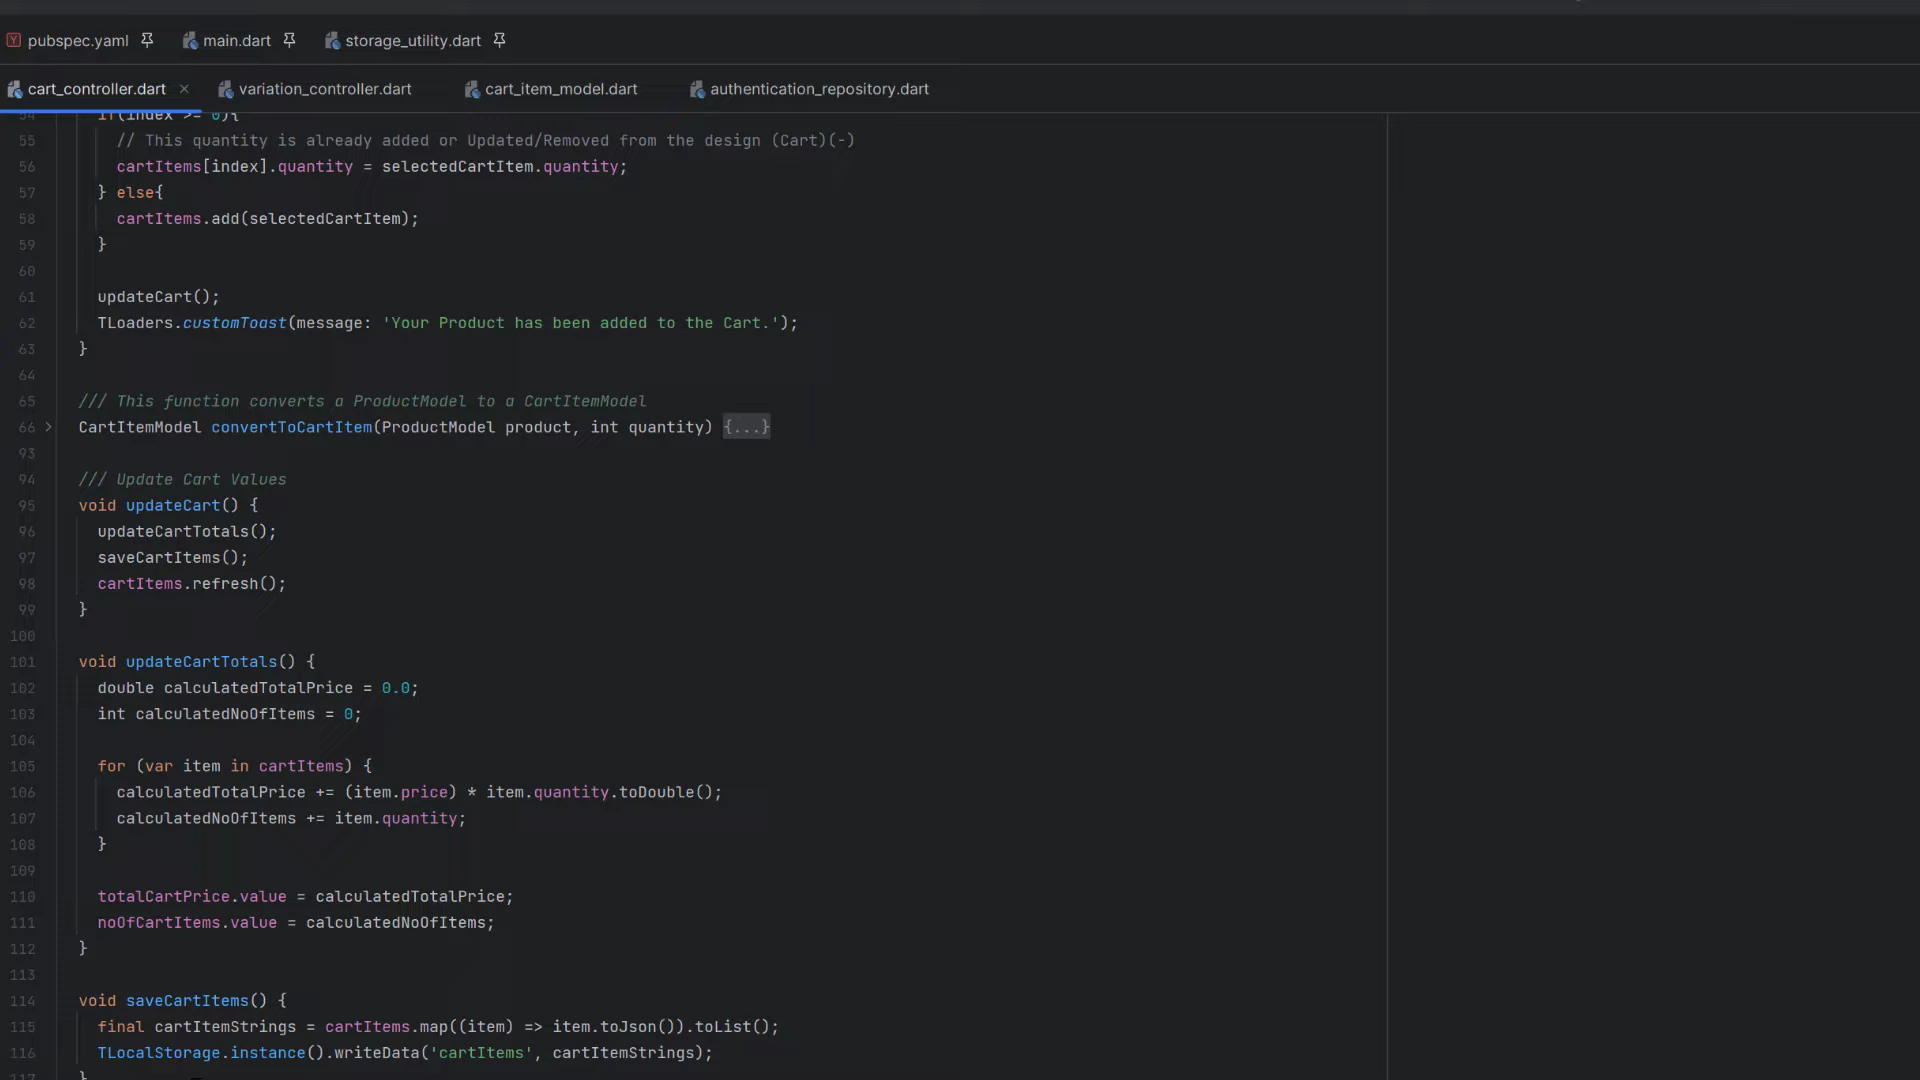 pubspec.yaml main.dart storage_utility.dart
cart_controller.dart variation_controller.dart cart_item_model.dart authentication_repository.dart
54 if(index >= 0){
55 // This quantity is already added or Updated/Removed from the design (Cart)(-)
56 cartItems[index].quantity = selectedCartItem.quantity;
57 } else{
58 cartItems.add(selectedCartItem);
59 }
60
61 updateCart();
62 TLoaders.customToast(message: 'Your Product has been added to the Cart.');
63 }
64
65 /// This function converts a ProductModel to a CartItemModel
66 CartItemModel convertToCartItem(ProductModel product, int quantity) {...}
93
94 /// Update Cart Values
95 void updateCart() {
96 updateCartTotals();
97 saveCartItems();
98 cartItems.refresh();
99 }
100
101 void updateCartTotals() {
102 double calculatedTotalPrice = 0.0;
103 int calculatedNoOfItems = 0;
104
105 for (var item in cartItems) {
106 calculatedTotalPrice += (item.price) * item.quantity.toDouble();
107 calculatedNoOfItems += item.quantity;
108 }
109
110 totalCartPrice.value = calculatedTotalPrice;
111 noOfCartItems.value = calculatedNoOfItems;
112 }
113
114 void saveCartItems() {
115 final cartItemStrings = cartItems.map((item) => item.toJson()).toList();
116 TLocalStorage.instance().writeData('cartItems', cartItemStrings);
117 }